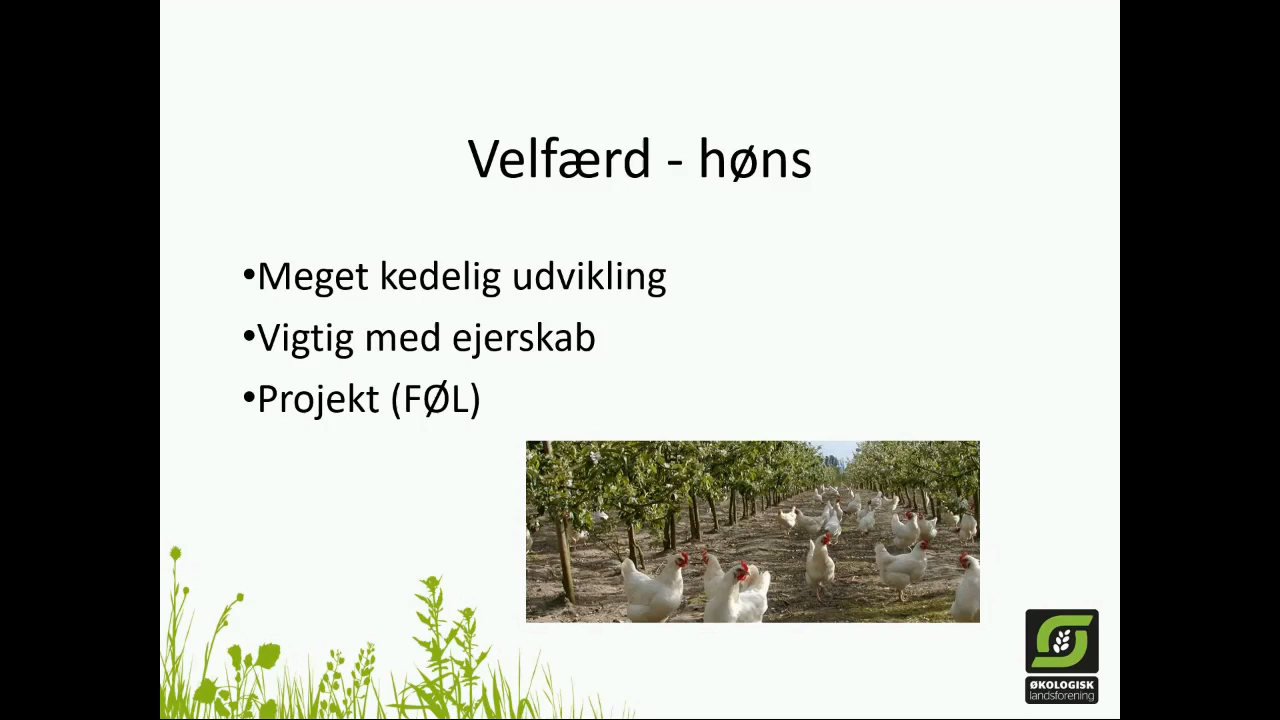 Velfærd - høns
•Meget kedelig udvikling
•Vigtig med ejerskab
•Projekt (FØL)
ØKOLOGISK
landsforening